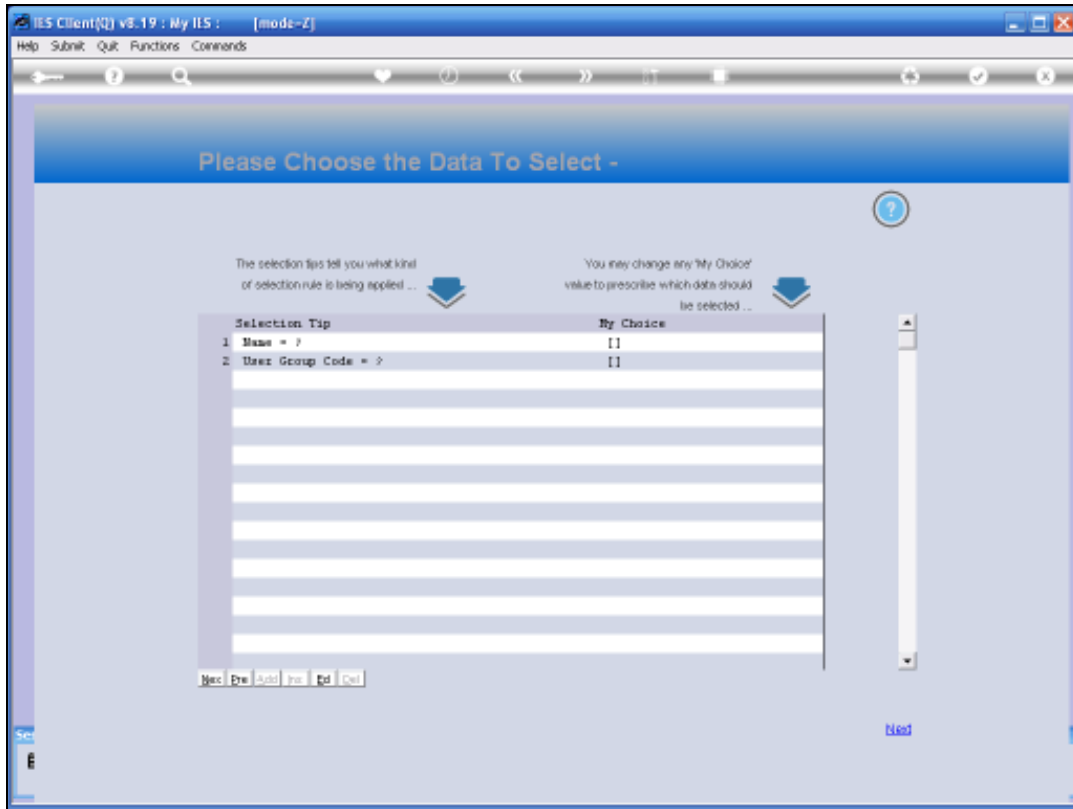 IES Client(Q) v8.19 : My IES : [mode-Z]
Help Submit Quit Functions Commands
Please Choose the Data To Select -
The selection tips tell you what kind
of selection rule is being applied ...
You may change any 'My Choice'
value to prescribe which data should
be selected ...
Selection Tip My Choice
1 Name = ? []
2 User Group Code = ? []
Nex Pre Add Ins Ed Del
Next
Ser